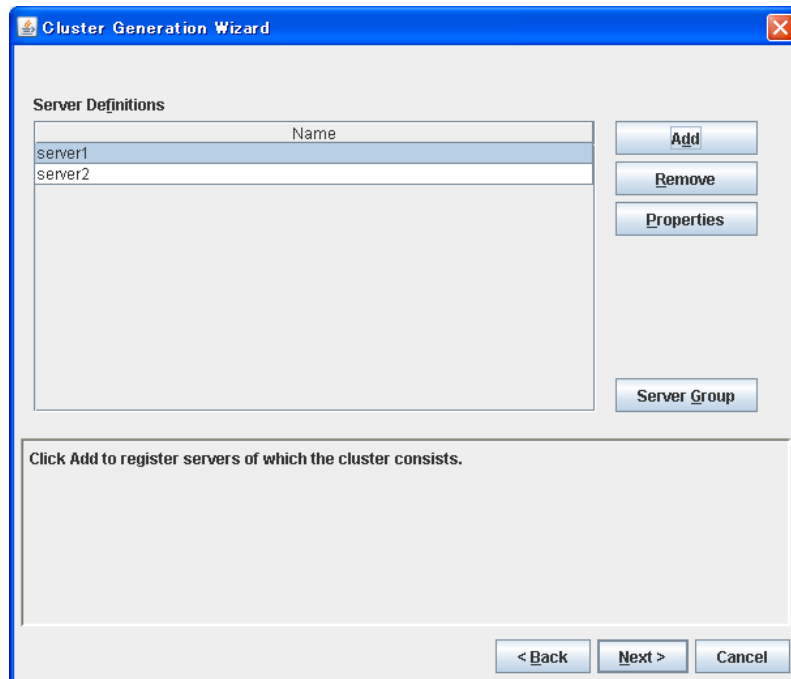 Cluster Generation Wizard
Server Definitions
Name
server1
server2
Add
Remove
Properties
Server Group
Click Add to register servers of which the cluster consists.
< Back
Next >
Cancel